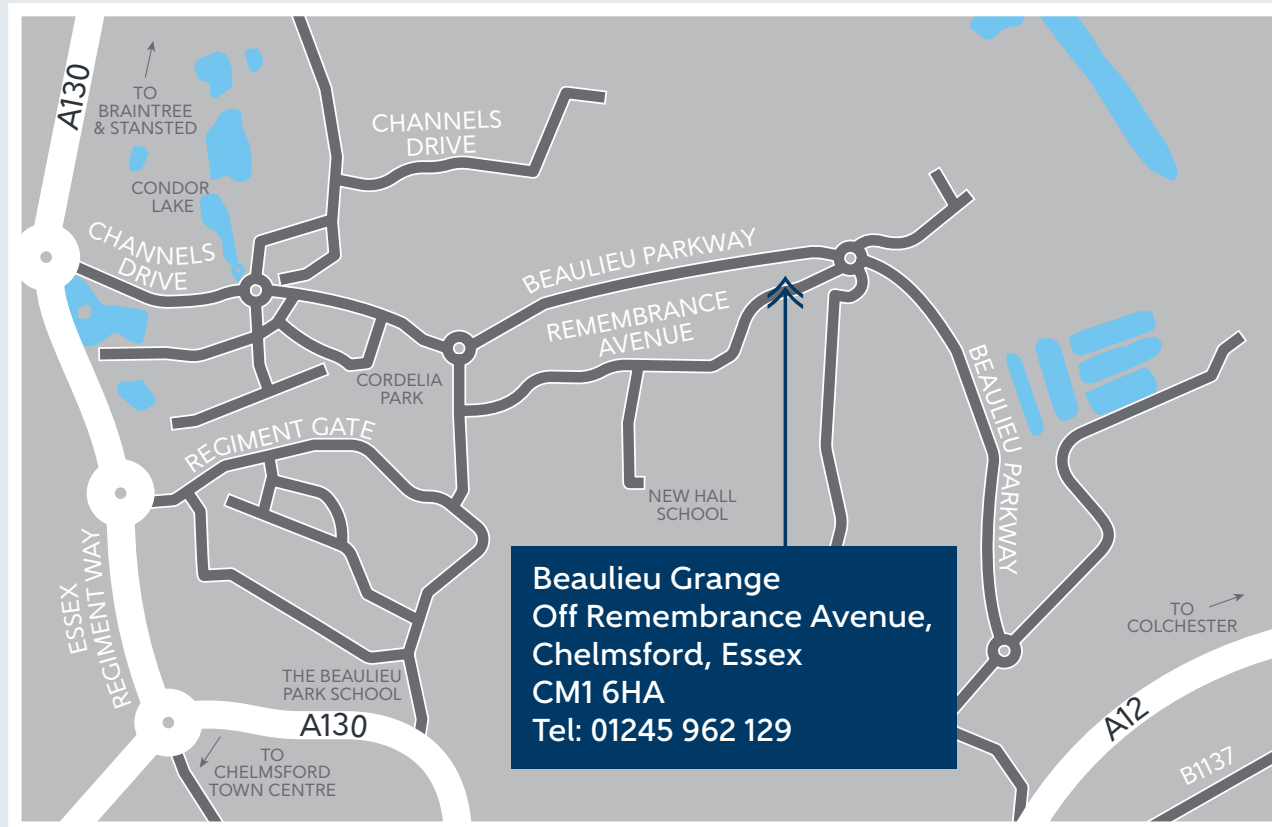 A130
TO
BRAINTREE
& STANSTED
CHANNELS
DRIVE
CONDOR
LAKE
CHANNELS
DRIVE
BEAULIEU PARKWAY
REMEMBRANCE
AVENUE
CORDELIA
PARK
BEAULIEU PARKWAY
REGIMENT GATE
NEW HALL
SCHOOL
ESSEX
REGIMENT WAY
Beaulieu Grange
Off Remembrance Avenue,
Chelmsford, Essex
CM1 6HA
Tel: 01245 962 129
TO
COLCHESTER
THE BEAULIEU
PARK SCHOOL
A130
A12
TO
CHELMSFORD
TOWN CENTRE
B1137